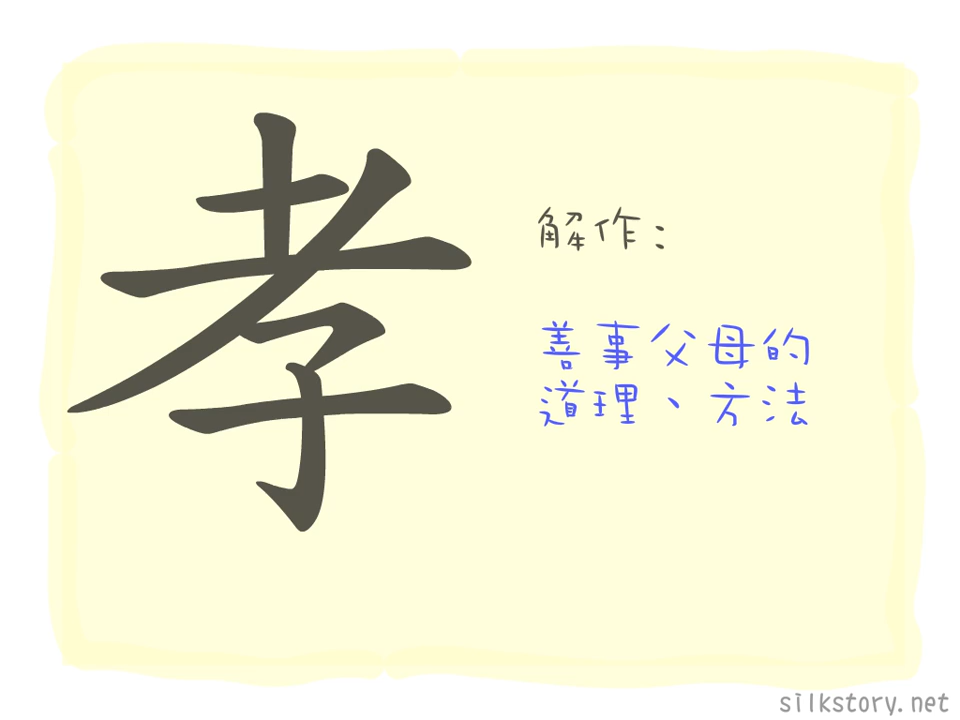 孝
解作：
善事父母的
道理、方法
silkstory.net